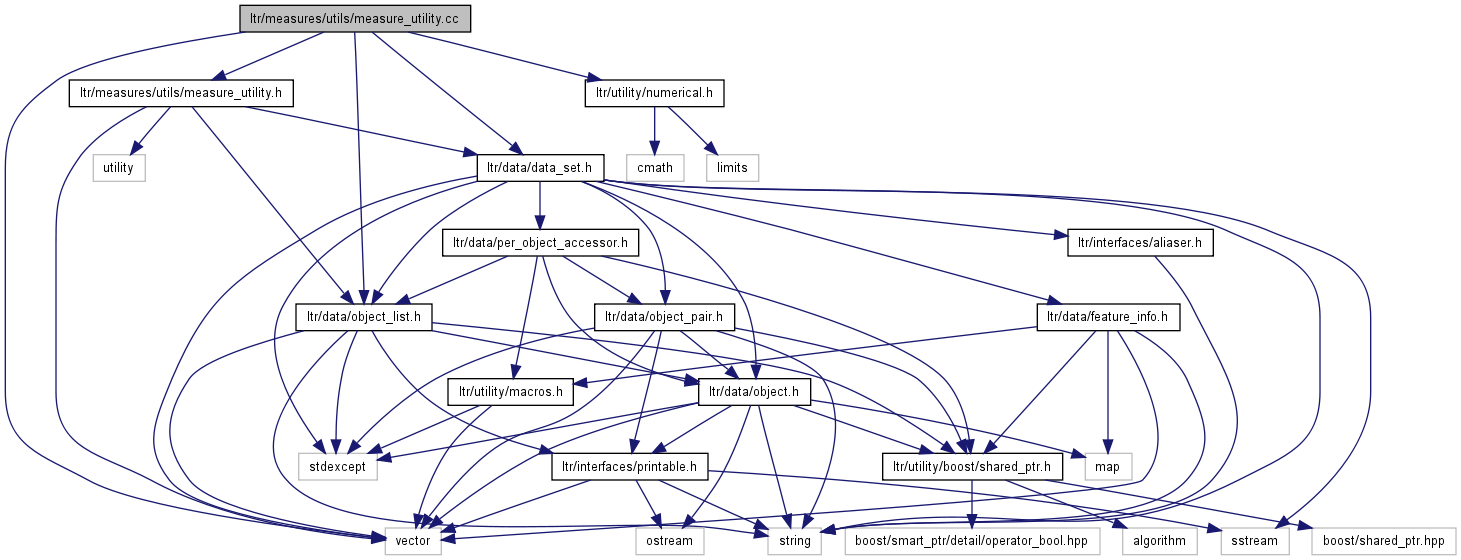 ltr/measures/utils/measure_utility.cc
ltr/measures/utils/measure_utility.h
ltr/utility/numerical.h
utility
ltr/data/data_set.h
cmath
limits
ltr/data/per_object_accessor.h
ltr/interfaces/aliaser.h
ltr/data/object_list.h
ltr/data/object_pair.h
ltr/data/feature_info.h
ltr/utility/macros.h
ltr/data/object.h
stdexcept
ltr/interfaces/printable.h
ltr/utility/boost/shared_ptr.h
map
vector
ostream
string
boost/smart_ptr/detail/operator_bool.hpp
algorithm
sstream
boost/shared_ptr.hpp